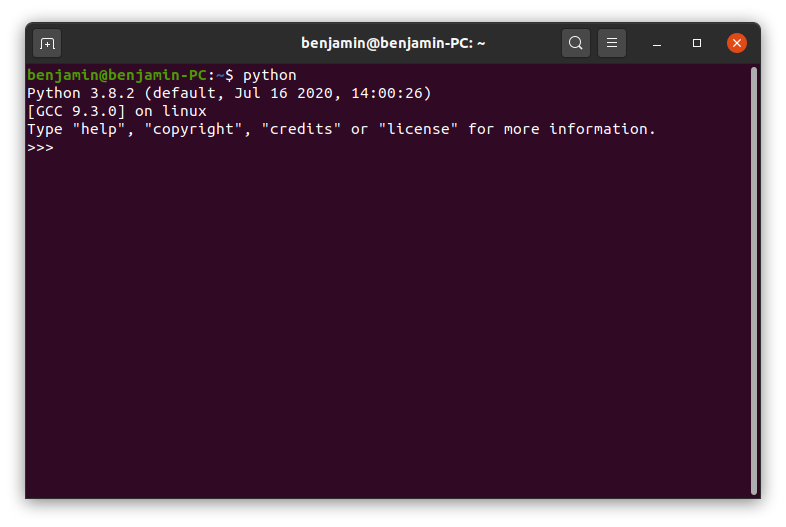 benjamin@benjamin-PC: ~
benjamin@benjamin-PC:~$ python
Python 3.8.2 (default, Jul 16 2020, 14:00:26)
[GCC 9.3.0] on linux
Type "help", "copyright", "credits" or "license" for more information.
>>>